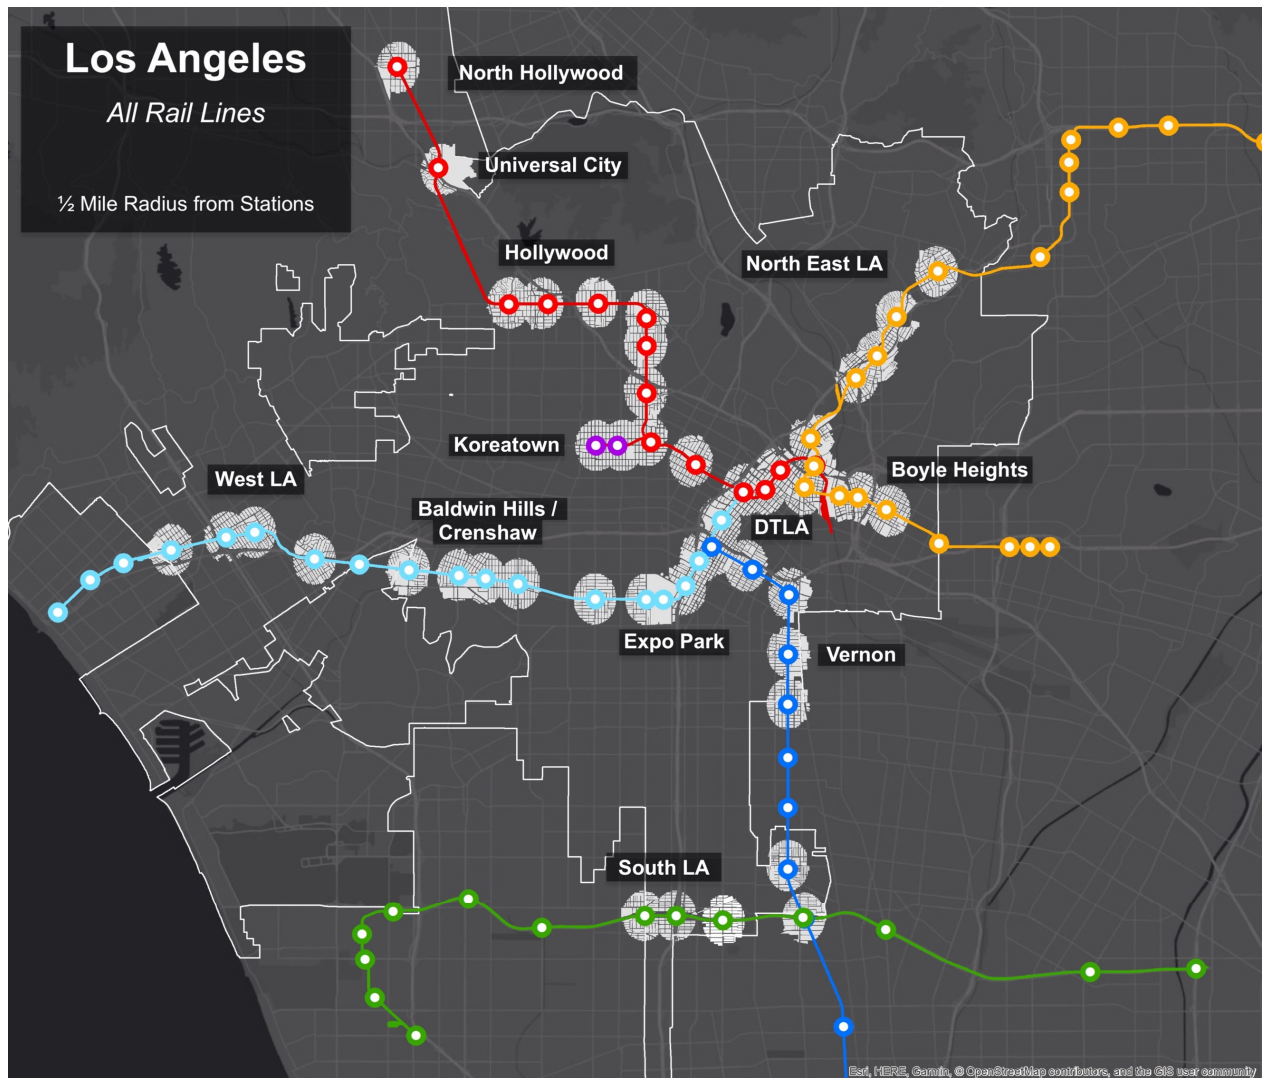 Los Angeles
All Rail Lines
½ Mile Radius from Stations
North Hollywood
Universal City
Hollywood
North East LA
Koreatown
West LA
Boyle Heights
Baldwin Hills /
Crenshaw
DTLA
Expo Park
Vernon
South LA
Esri, HERE, Garmin, © OpenStreetMap contributors, and the GIS user community